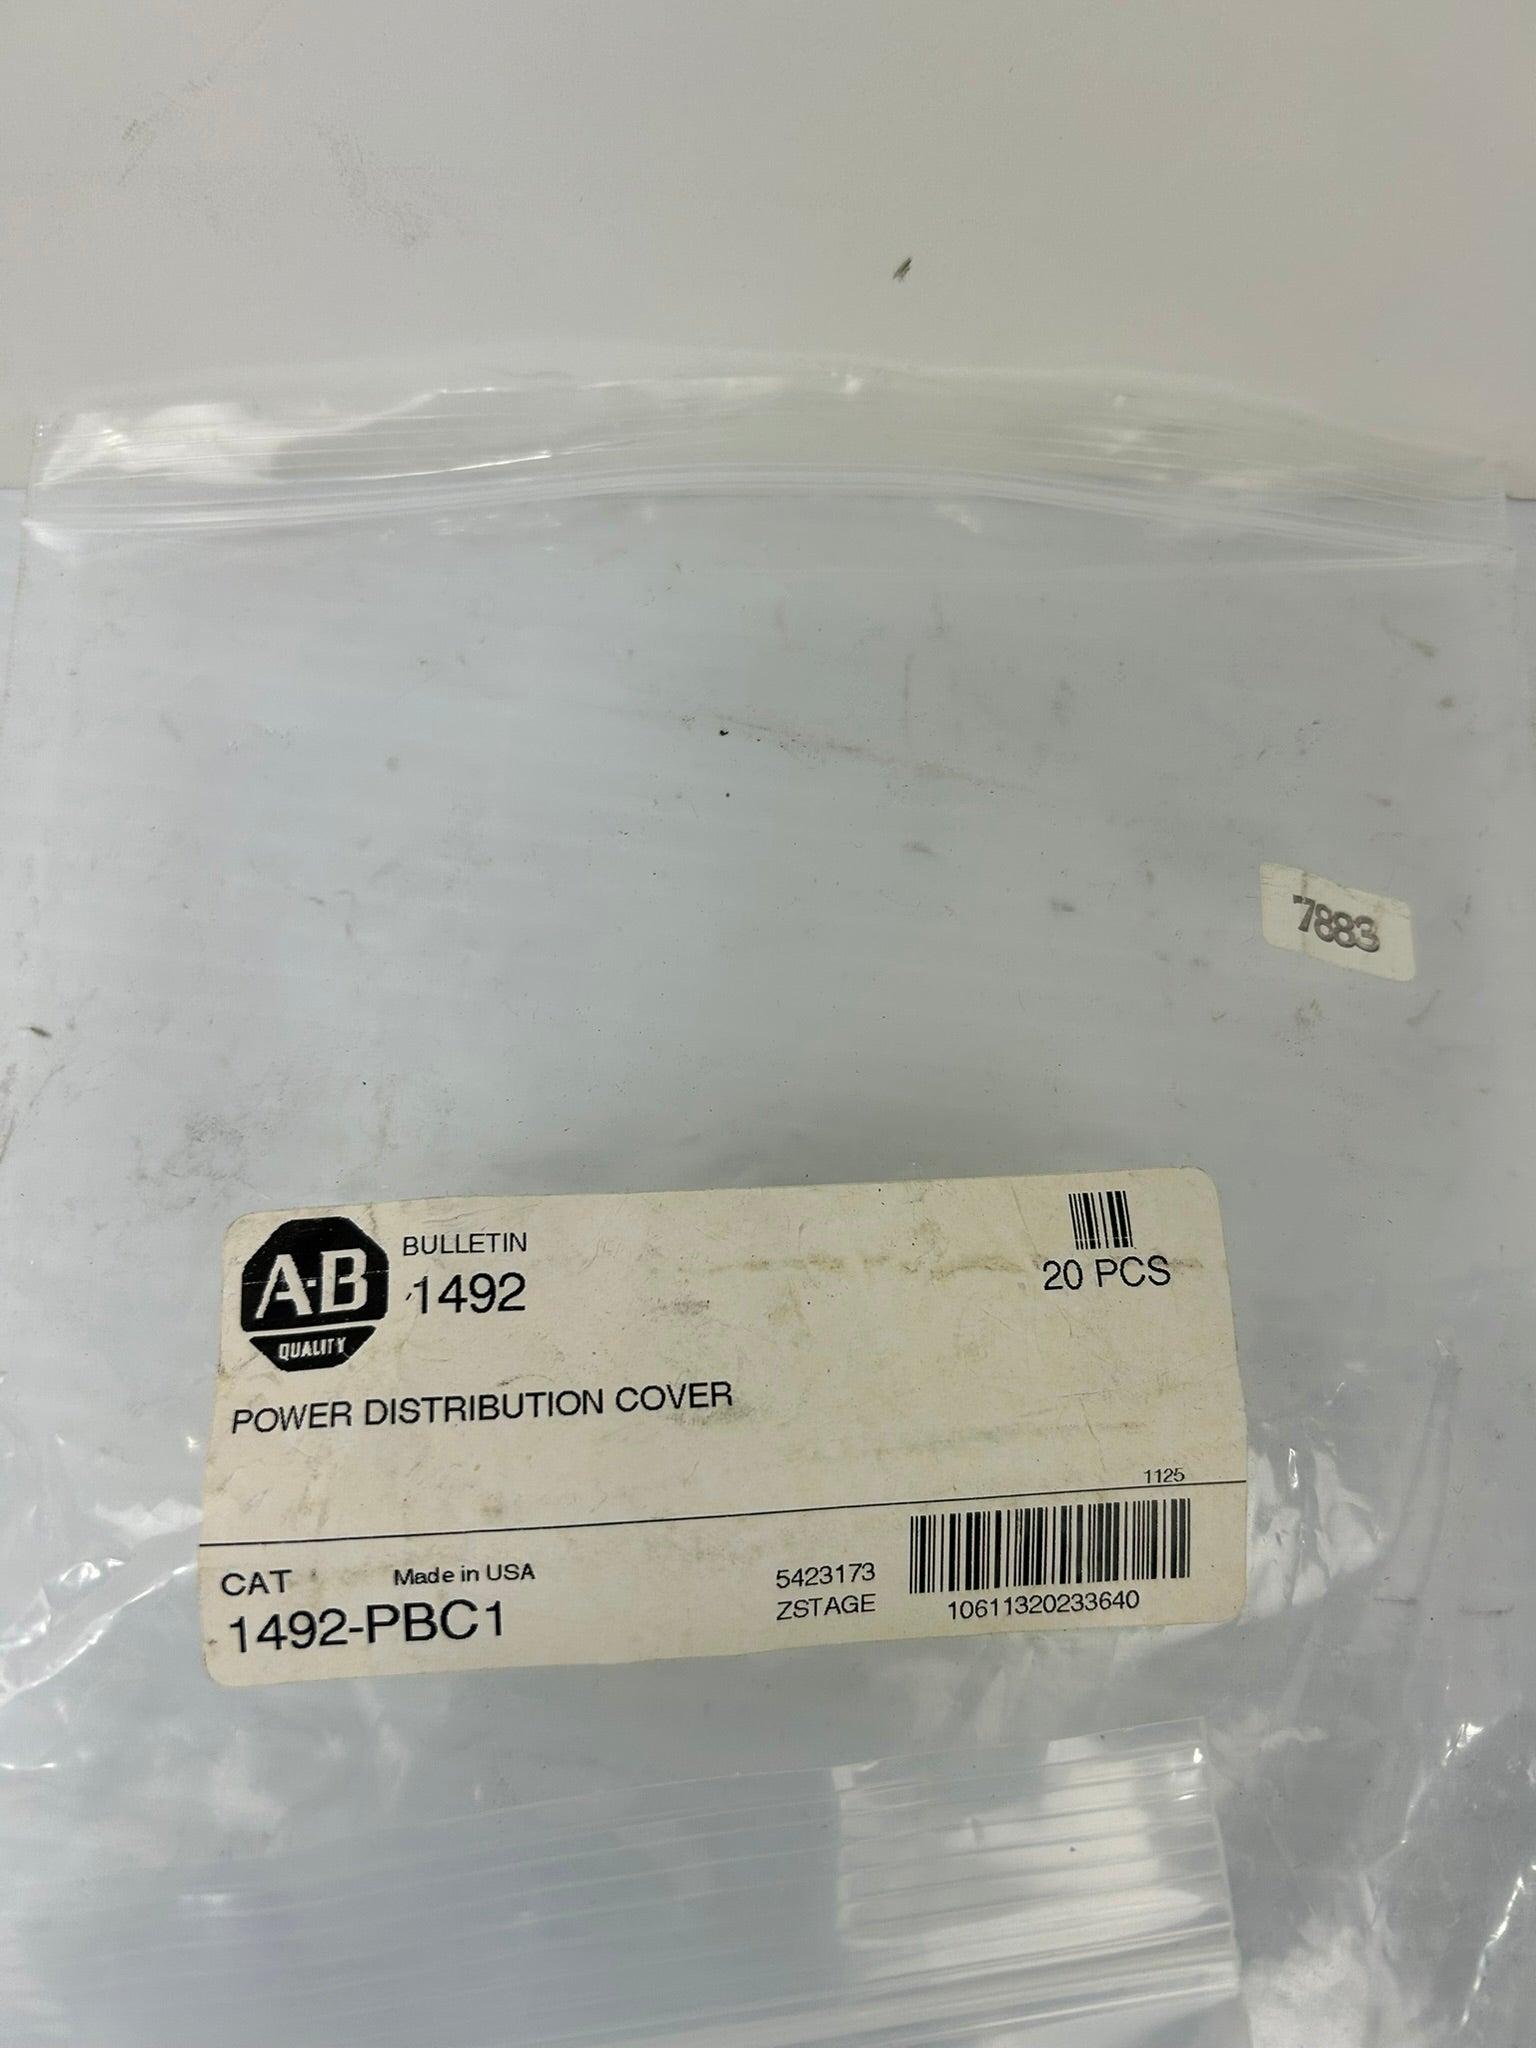 7883
A-B
QUALITY
BULLETIN
1492
20 PCS
POWER DISTRIBUTION COVER
1125
CAT
Made in USA
1492-PBC1
5423173
ZSTAGE
10611320233640